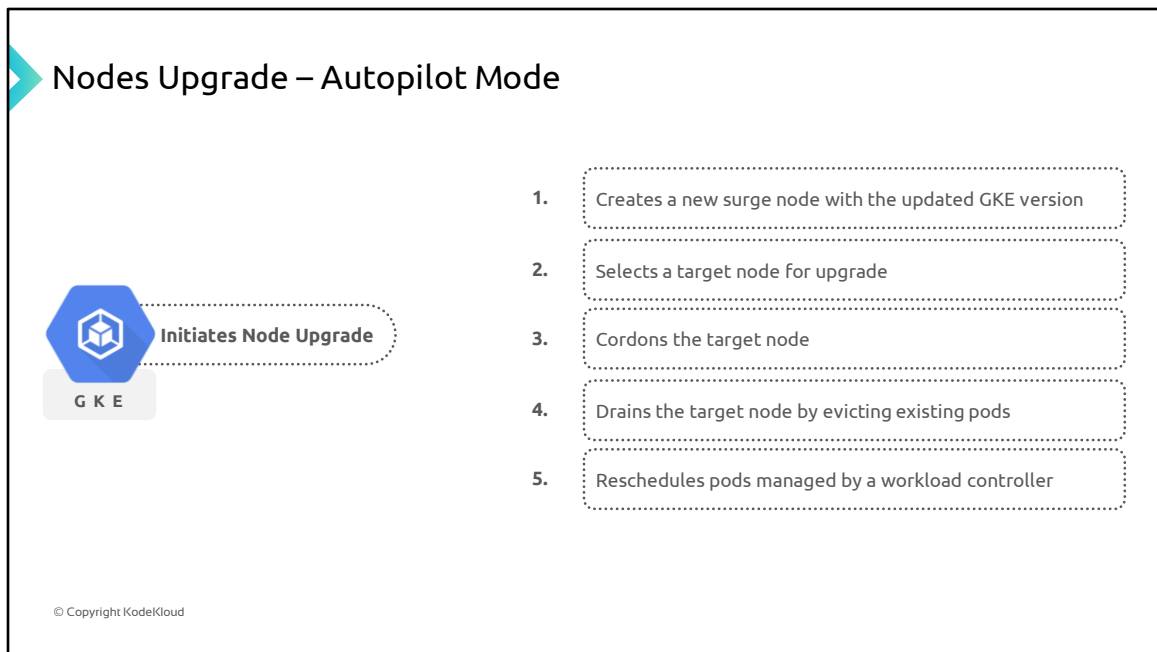 Nodes Upgrade – Autopilot Mode
Initiates Node Upgrade
G K E
1. Creates a new surge node with the updated GKE version
2. Selects a target node for upgrade
3. Cordons the target node
4. Drains the target node by evicting existing pods
5. Reschedules pods managed by a workload controller
© Copyright KodeKloud